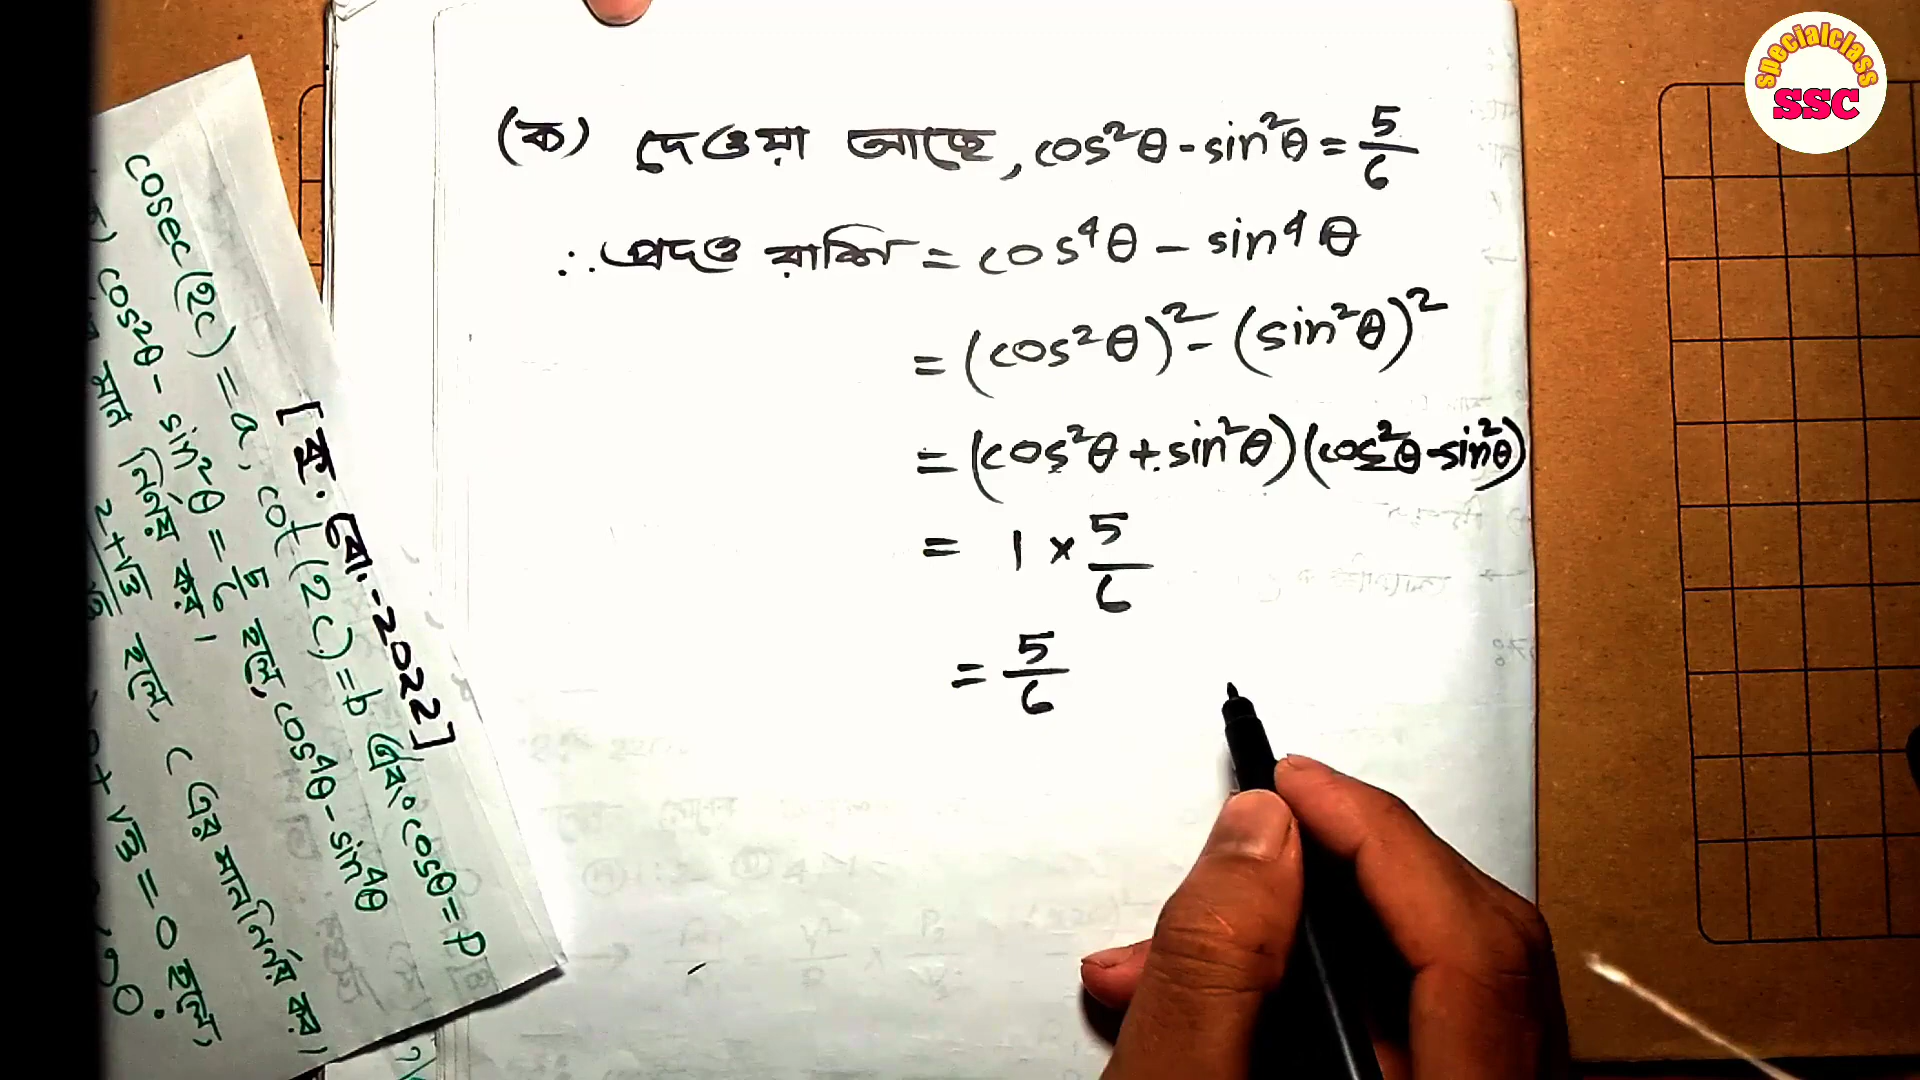 specialclass
SSC
(ক) দেওয়া আছে, cos²θ - sin²θ = 5/6
∴ প্রদত্ত রাশি = cos⁴θ - sin⁴θ
= (cos²θ)² - (sin²θ)²
= (cos²θ + sin²θ)(cos²θ - sin²θ)
= 1 × 5/6
= 5/6
[কু. বো.-2022]
cosec(2C) = a, cot(2C) = b এবং cosθ = P
cos²θ - sin²θ = 5/6 হলে, cos⁴θ - sin⁴θ
মান নির্ণয় কর।
হলে, C এর মান নির্ণয় কর।
+ √3 = 0 হলে,